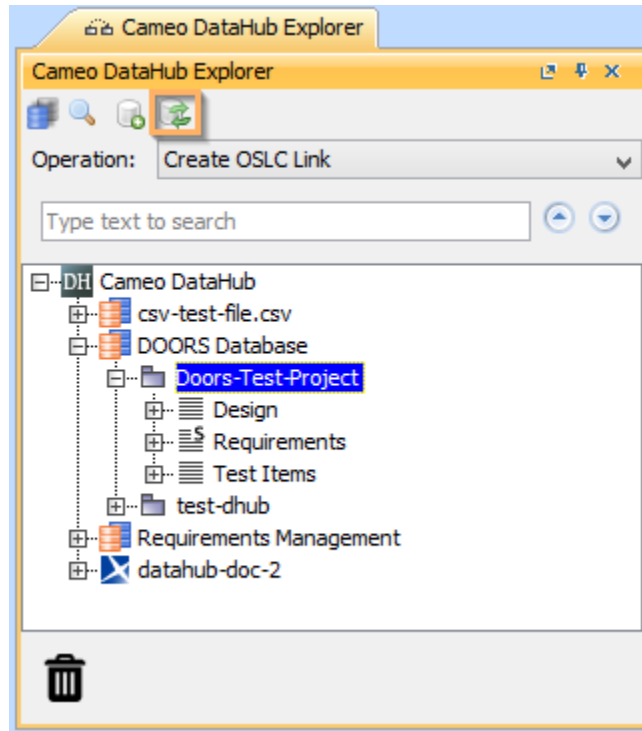 Cameo DataHub Explorer
Cameo DataHub Explorer
Operation: Create OSLC Link
Type text to search
DH Cameo DataHub
csv-test-file.csv
DOORS Database
Doors-Test-Project
Design
S Requirements
Test Items
test-dhub
Requirements Management
datahub-doc-2